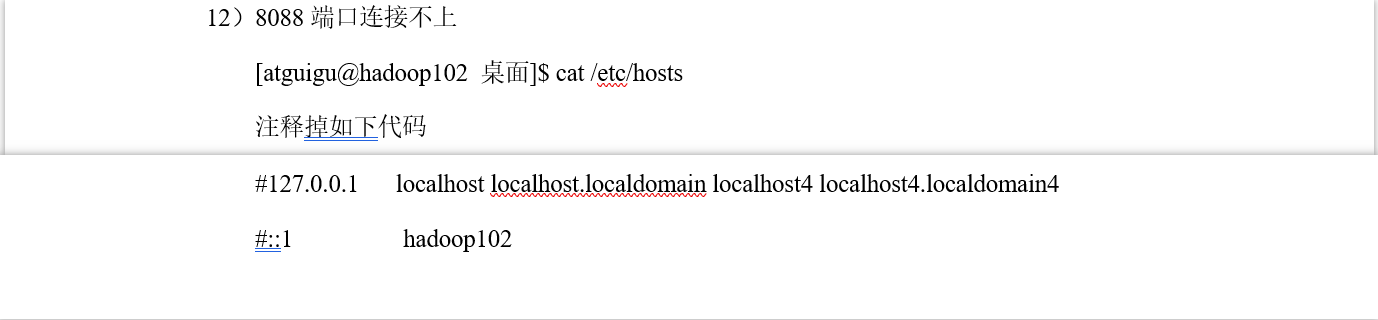 12）8088 端口连接不上
[atguigu@hadoop102 桌面]$ cat /etc/hosts
注释掉如下代码
#127.0.0.1 localhost localhost.localdomain localhost4 localhost4.localdomain4
#::1 hadoop102